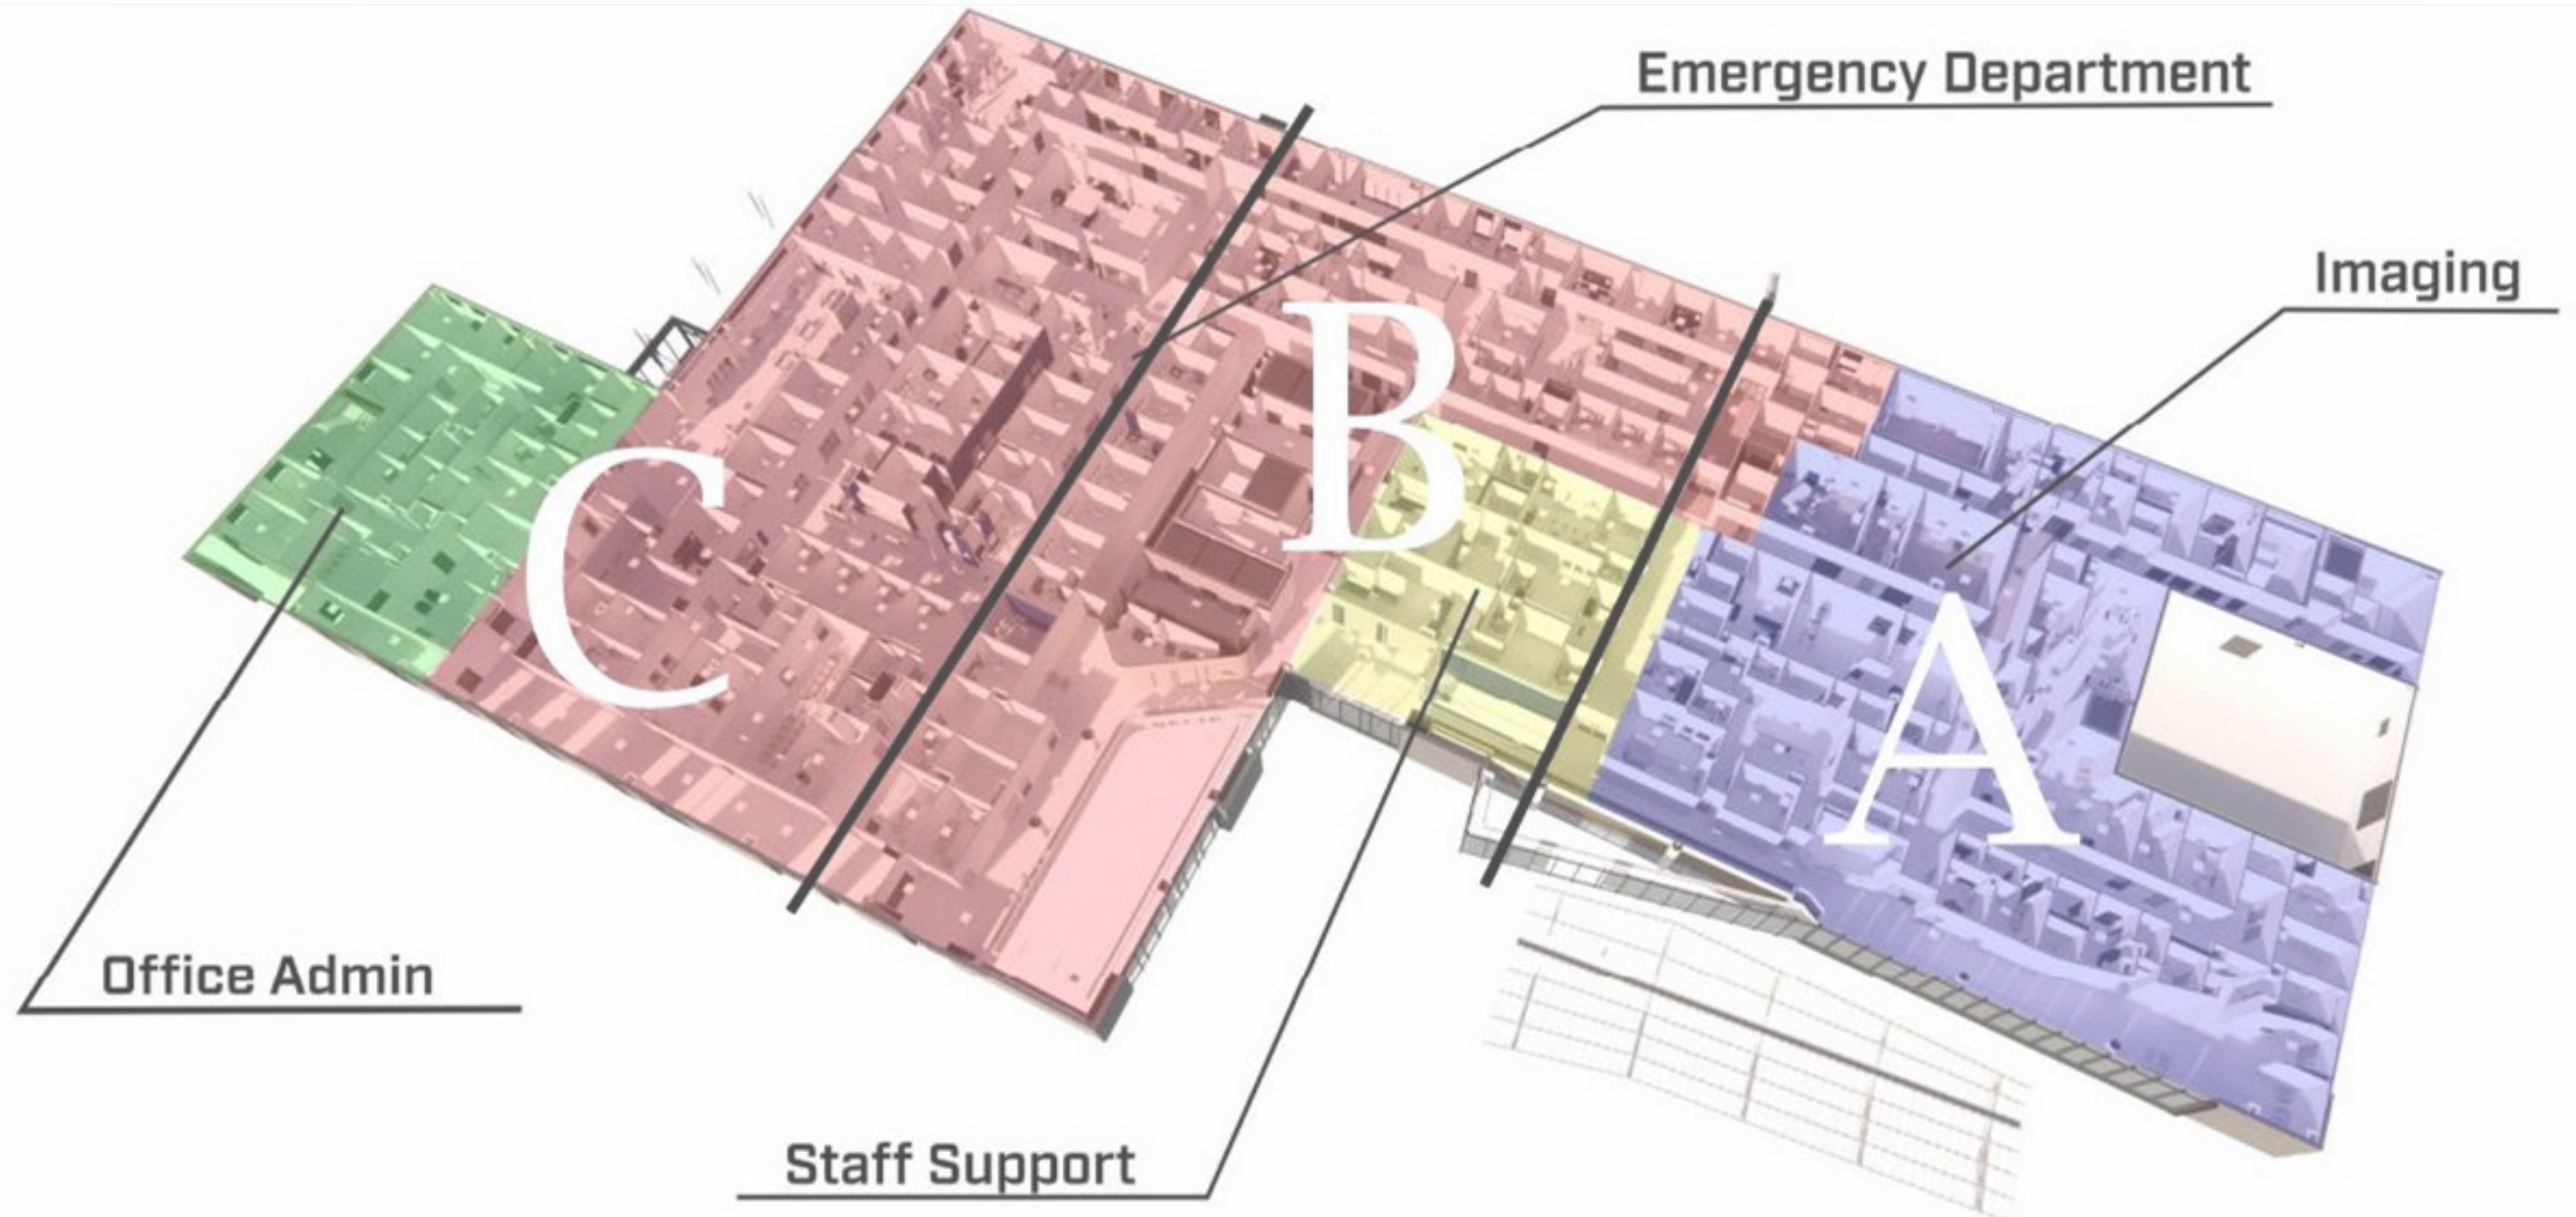 Emergency Department
Imaging
B
C
A
Office Admin
Staff Support